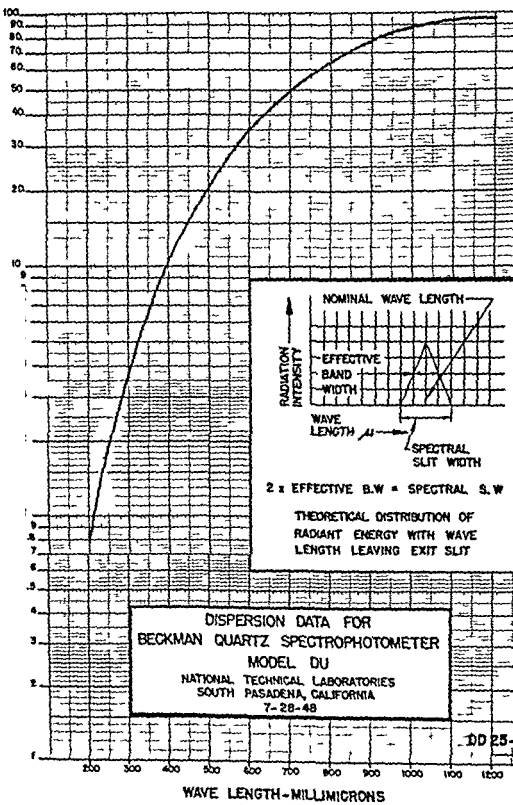 100.
90.
80.
70
60
50
40
30
20
10
9
.9
.8
.7
.6
.5
.4
.3
.2
NOMINAL WAVE LENGTH
RADIATION
INTENSITY
EFFECTIVE
BAND
WIDTH
WAVE
LENGTH μ
SPECTRAL
SLIT WIDTH
2 x EFFECTIVE B.W = SPECTRAL S.W
THEORETICAL DISTRIBUTION OF
RADIANT ENERGY WITH WAVE
LENGTH LEAVING EXIT SLIT
DISPERSION DATA FOR
BECKMAN QUARTZ SPECTROPHOTOMETER
MODEL DU
NATIONAL TECHNICAL LABORATORIES
SOUTH PASADENA, CALIFORNIA
7-28-48
DD 25-
200 300 400 500 600 700 800 900 1000 1100 1200
WAVE LENGTH-MILLIMICRONS